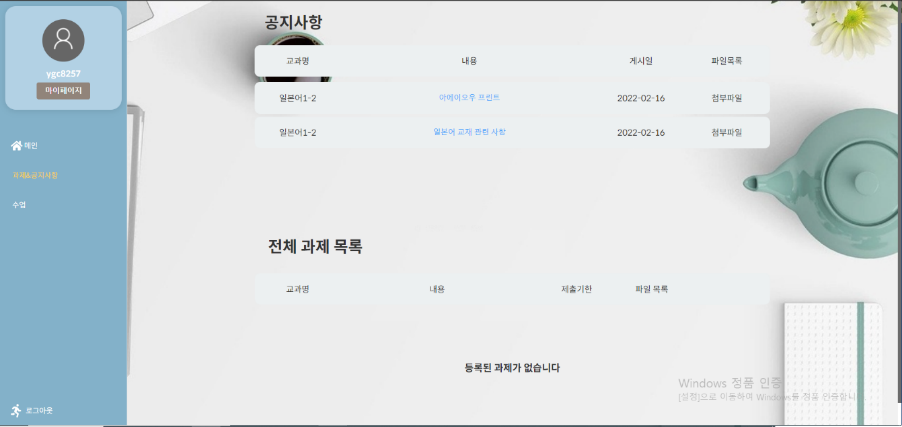 ygc8257
마이페이지
메인
과제&공지사항
수업
로그아웃
공지사항
교과명 내용 게시일 파일목록
일본어1-2 아에이오우 프린트 2022-02-16 첨부파일
일본어1-2 일본어 교재 관련 사항 2022-02-16 첨부파일
전체 과제 목록
교과명 내용 제출기한 파일 목록
등록된 과제가 없습니다
Windows 정품 인증
[설정]으로 이동하여 Windows를 정품 인증합니다.